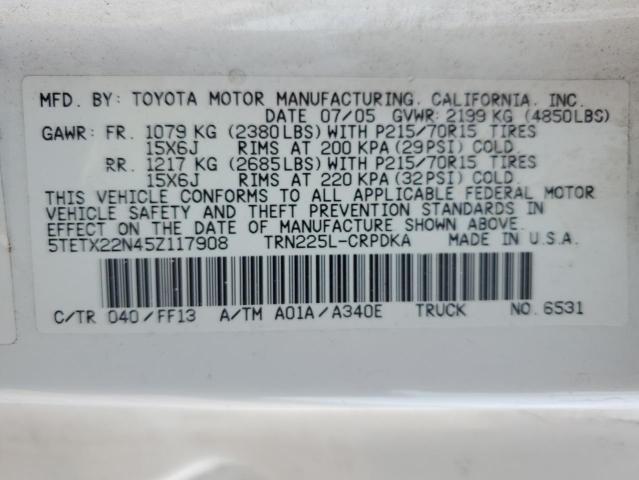 MFD. BY: TOYOTA MOTOR MANUFACTURING, CALIFORNIA, INC.
DATE 07/05 GVWR: 2199 KG (4850LBS)
GAWR: FR. 1079 KG (2380LBS) WITH P215/70R15 TIRES
15X6J RIMS AT 200 KPA (29PSI) COLD.
RR. 1217 KG (2685LBS) WITH P215/70R15 TIRES
15X6J RIMS AT 220 KPA (32PSI) COLD.
THIS VEHICLE CONFORMS TO ALL APPLICABLE FEDERAL MOTOR
VEHICLE SAFETY AND THEFT PREVENTION STANDARDS IN
EFFECT ON THE DATE OF MANUFACTURE SHOWN ABOVE.
5TETX22N45Z117908 TRN225L-CRPDKA MADE IN U.S.A.
C/TR 040/FF13 A/TM A01A/A340E TRUCK NO. 6531